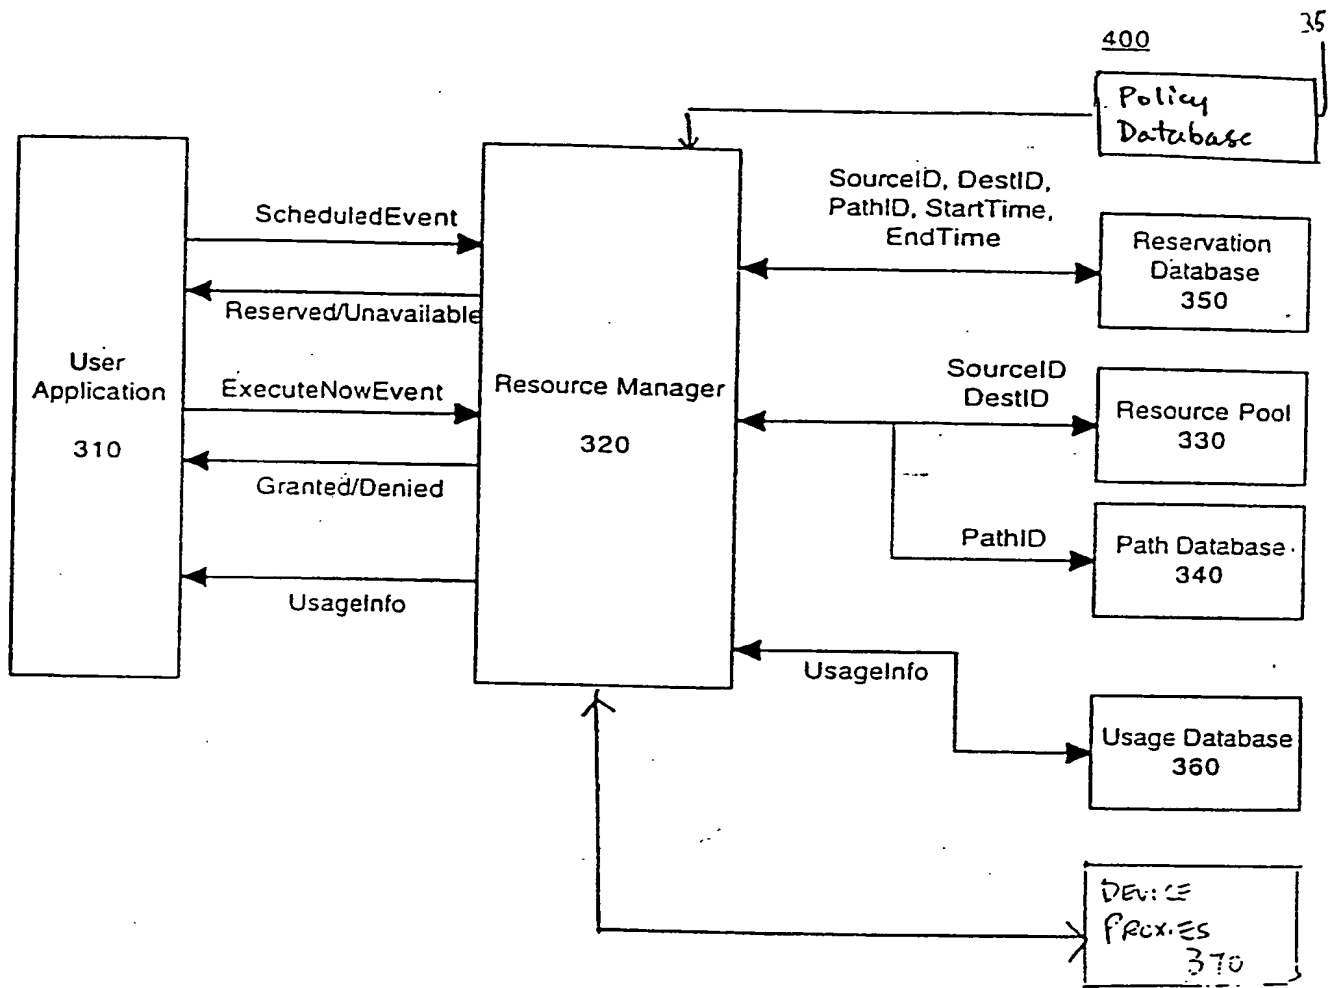 35
400
Policy
Database
SourceID, DestID,
PathID, StartTime,
EndTime
Reservation
Database
350
ScheduledEvent
Reserved/Unavailable
User
Application
310
ExecuteNowEvent
Resource Manager
320
SourceID
DestID
Resource Pool
330
Granted/Denied
PathID
Path Database
340
UsageInfo
UsageInfo
Usage Database
360
DEVICE
PROXIES
370